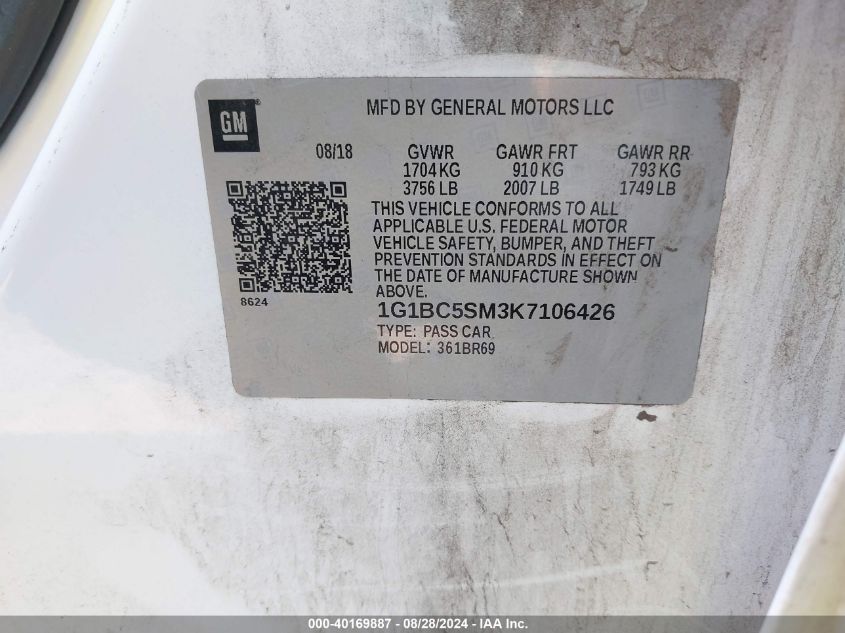 GM
MFD BY GENERAL MOTORS LLC
08/18 GVWR GAWR FRT GAWR RR
1704 KG 910 KG 793 KG
3756 LB 2007 LB 1749 LB
THIS VEHICLE CONFORMS TO ALL
APPLICABLE U.S. FEDERAL MOTOR
VEHICLE SAFETY, BUMPER, AND THEFT
PREVENTION STANDARDS IN EFFECT ON
THE DATE OF MANUFACTURE SHOWN
ABOVE.
8624
1G1BC5SM3K7106426
TYPE: PASS CAR
MODEL: 361BR69
000-40169887 - 08/28/2024 - IAA Inc.